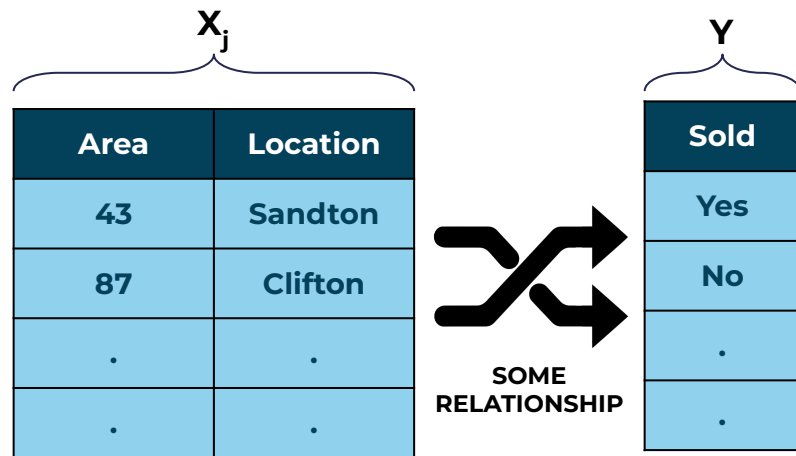 Xj
Y
Area Location
Sold
43 Sandton
Yes
87 Clifton
No
. .
.
SOME
RELATIONSHIP
. .
.